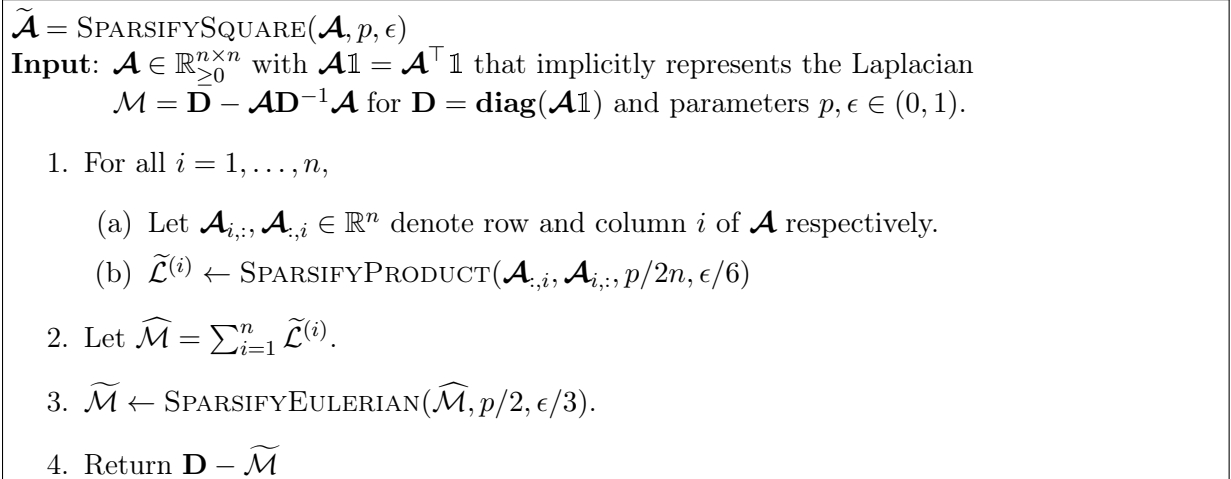 𝓐̃ = SPARSIFYSQUARE(𝓐, p, ϵ)
Input: 𝓐 ∈ ℝ^{n×n}_{≥0} with 𝓐𝟙 = 𝓐^⊤𝟙 that implicitly represents the Laplacian
ℳ = D − 𝓐D^{−1}𝓐 for D = diag(𝓐𝟙) and parameters p, ϵ ∈ (0, 1).
1. For all i = 1, . . . , n,
(a) Let 𝓐_{i,:}, 𝓐_{:,i} ∈ ℝ^n denote row and column i of 𝓐 respectively.
(b) ℒ̃^{(i)} ← SPARSIFYPRODUCT(𝓐_{:,i}, 𝓐_{i,:}, p/2n, ϵ/6)
2. Let ℳ̂ = ∑_{i=1}^{n} ℒ̃^{(i)}.
3. ℳ̃ ← SPARSIFYEULERIAN(ℳ̂, p/2, ϵ/3).
4. Return D − ℳ̃